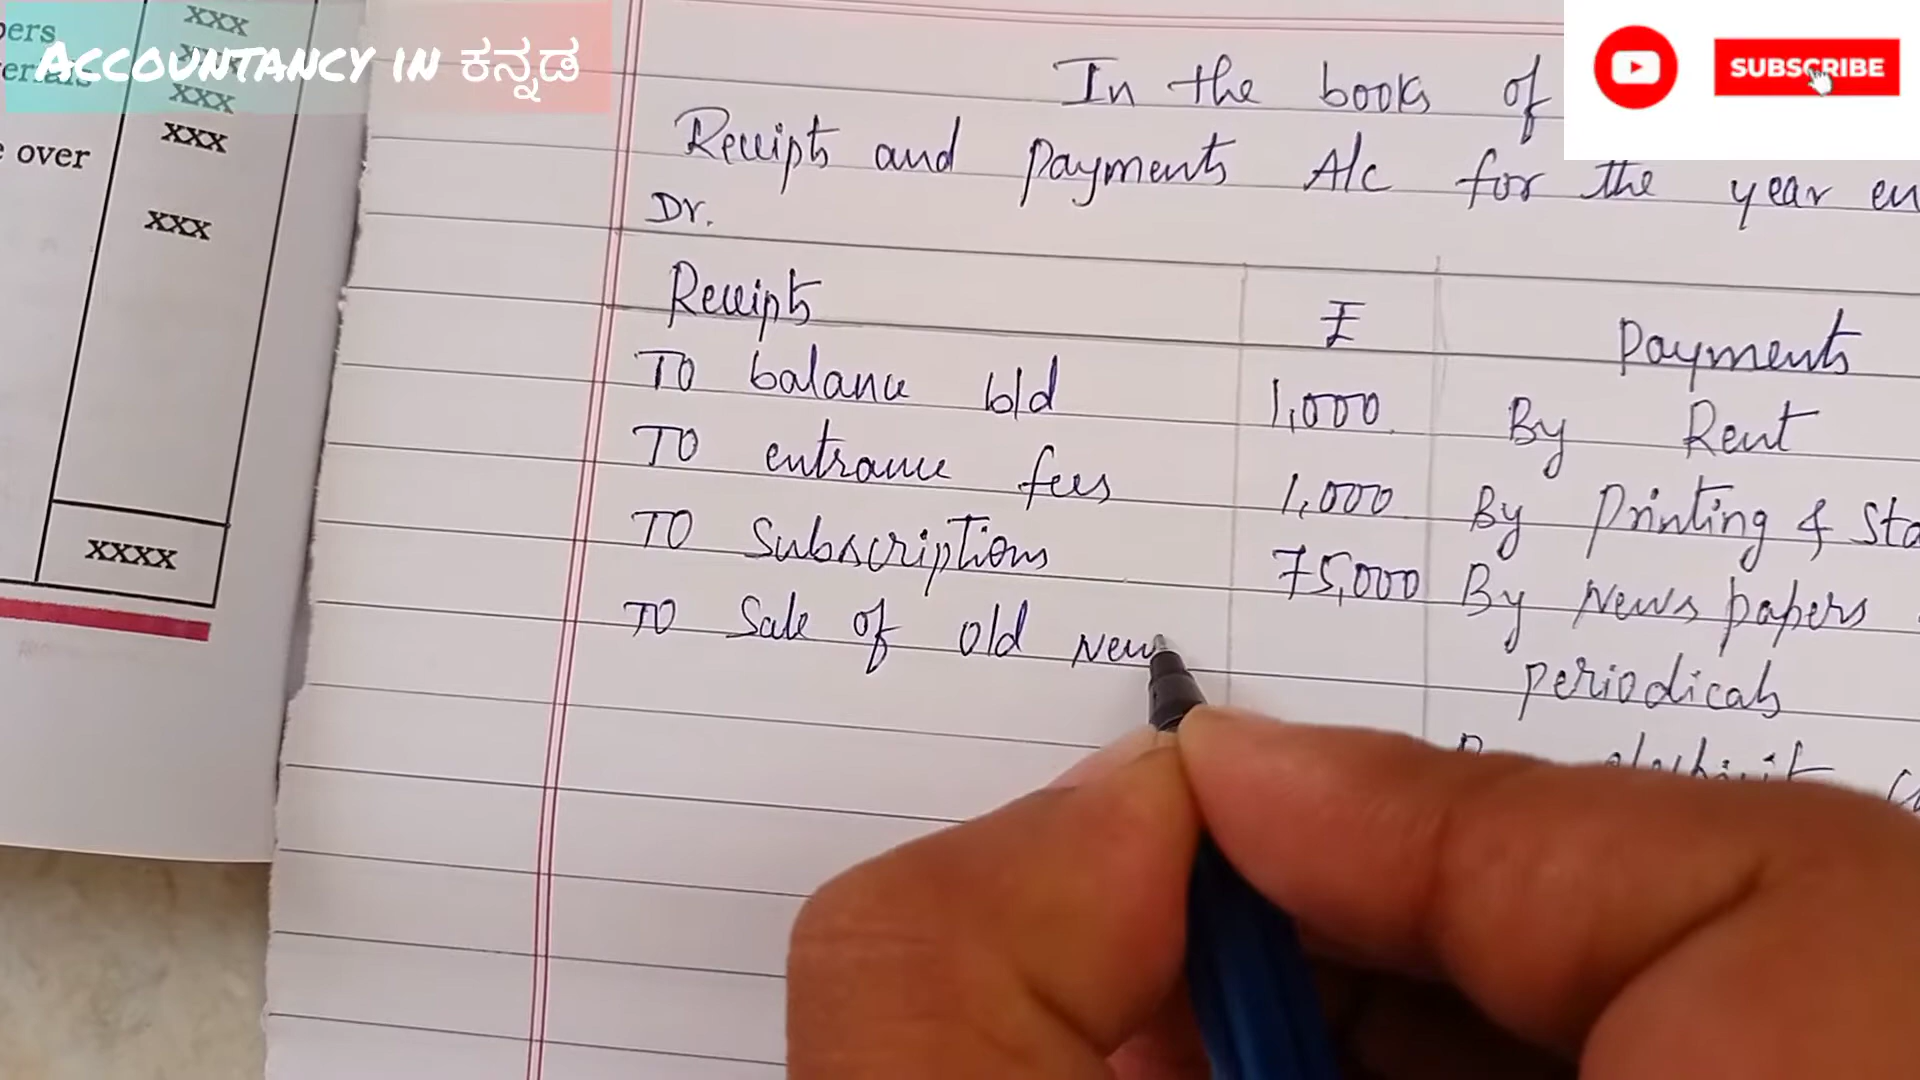 ACCOUNTANCY IN ಕನ್ನಡ
SUBSCRIBE
xxx
xxx
xxx
over
xxx
xxxx
In the books of
Receipts and payments A/c for the year en
Dr.
Receipts ₹ Payments
To balance b/d 1,000 By Rent
To entrance fees 1,000 By Printing & Sta
To Subscriptions 75,000 By News papers
periodicals
To Sale of old New